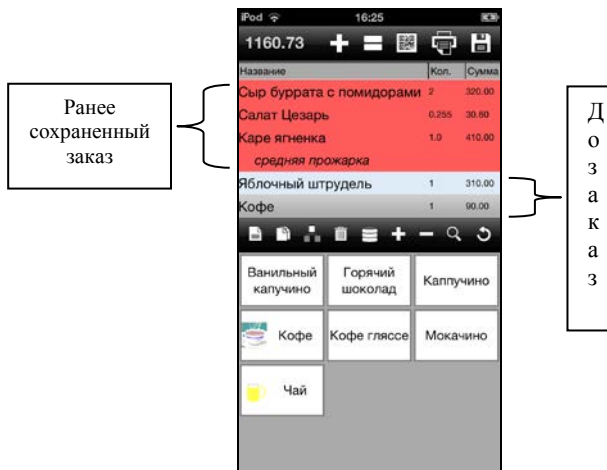 iPod 16:25
1160.73
Название Кол. Сумма
Сыр буррата с помидорами 2 320.00
Салат Цезарь 0.255 30.60
Каре ягненка 1.0 410.00
средняя прожарка
Яблочный штрудель 1 310.00
Кофе 1 90.00
Ванильный
капучино
Горячий
шоколад
Каппучино
Кофе
Кофе гляссе
Мокачино
Чай
Ранее
сохраненный
заказ
Д
о
з
а
к
а
з